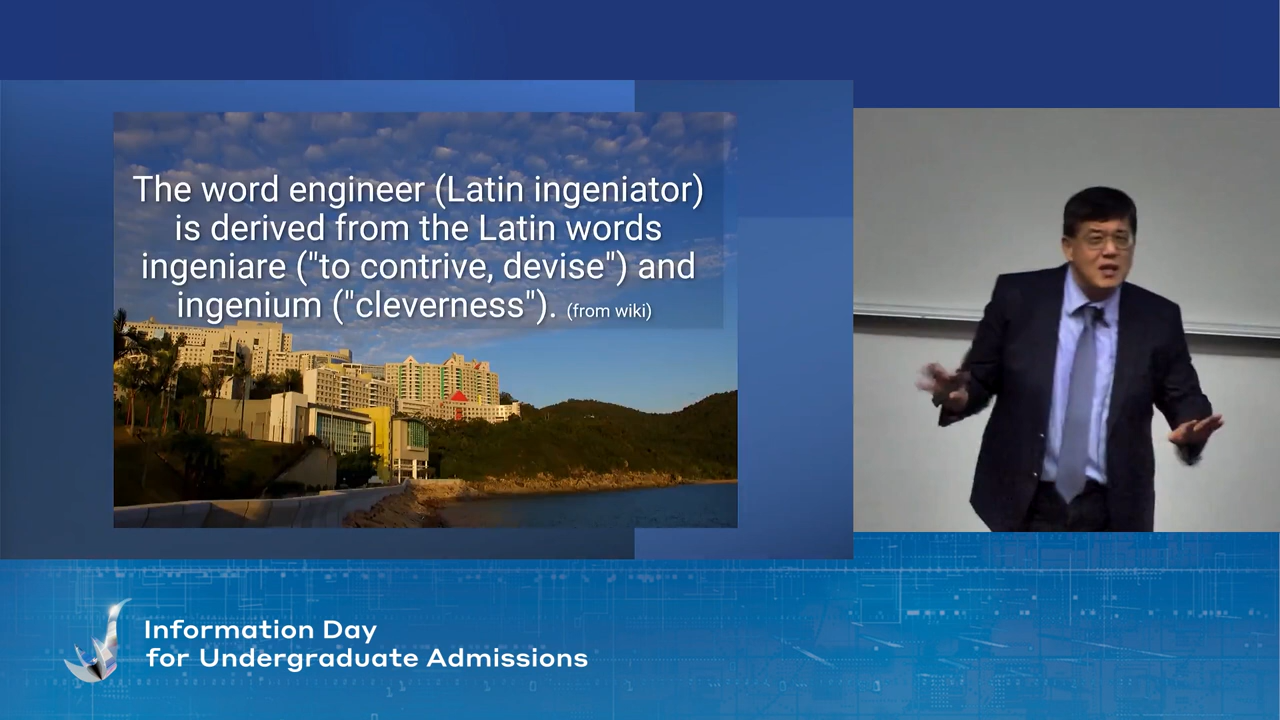 The word engineer (Latin ingeniator)
is derived from the Latin words
ingeniare ("to contrive, devise") and
ingenium ("cleverness"). (from wiki)
Information Day
for Undergraduate Admissions